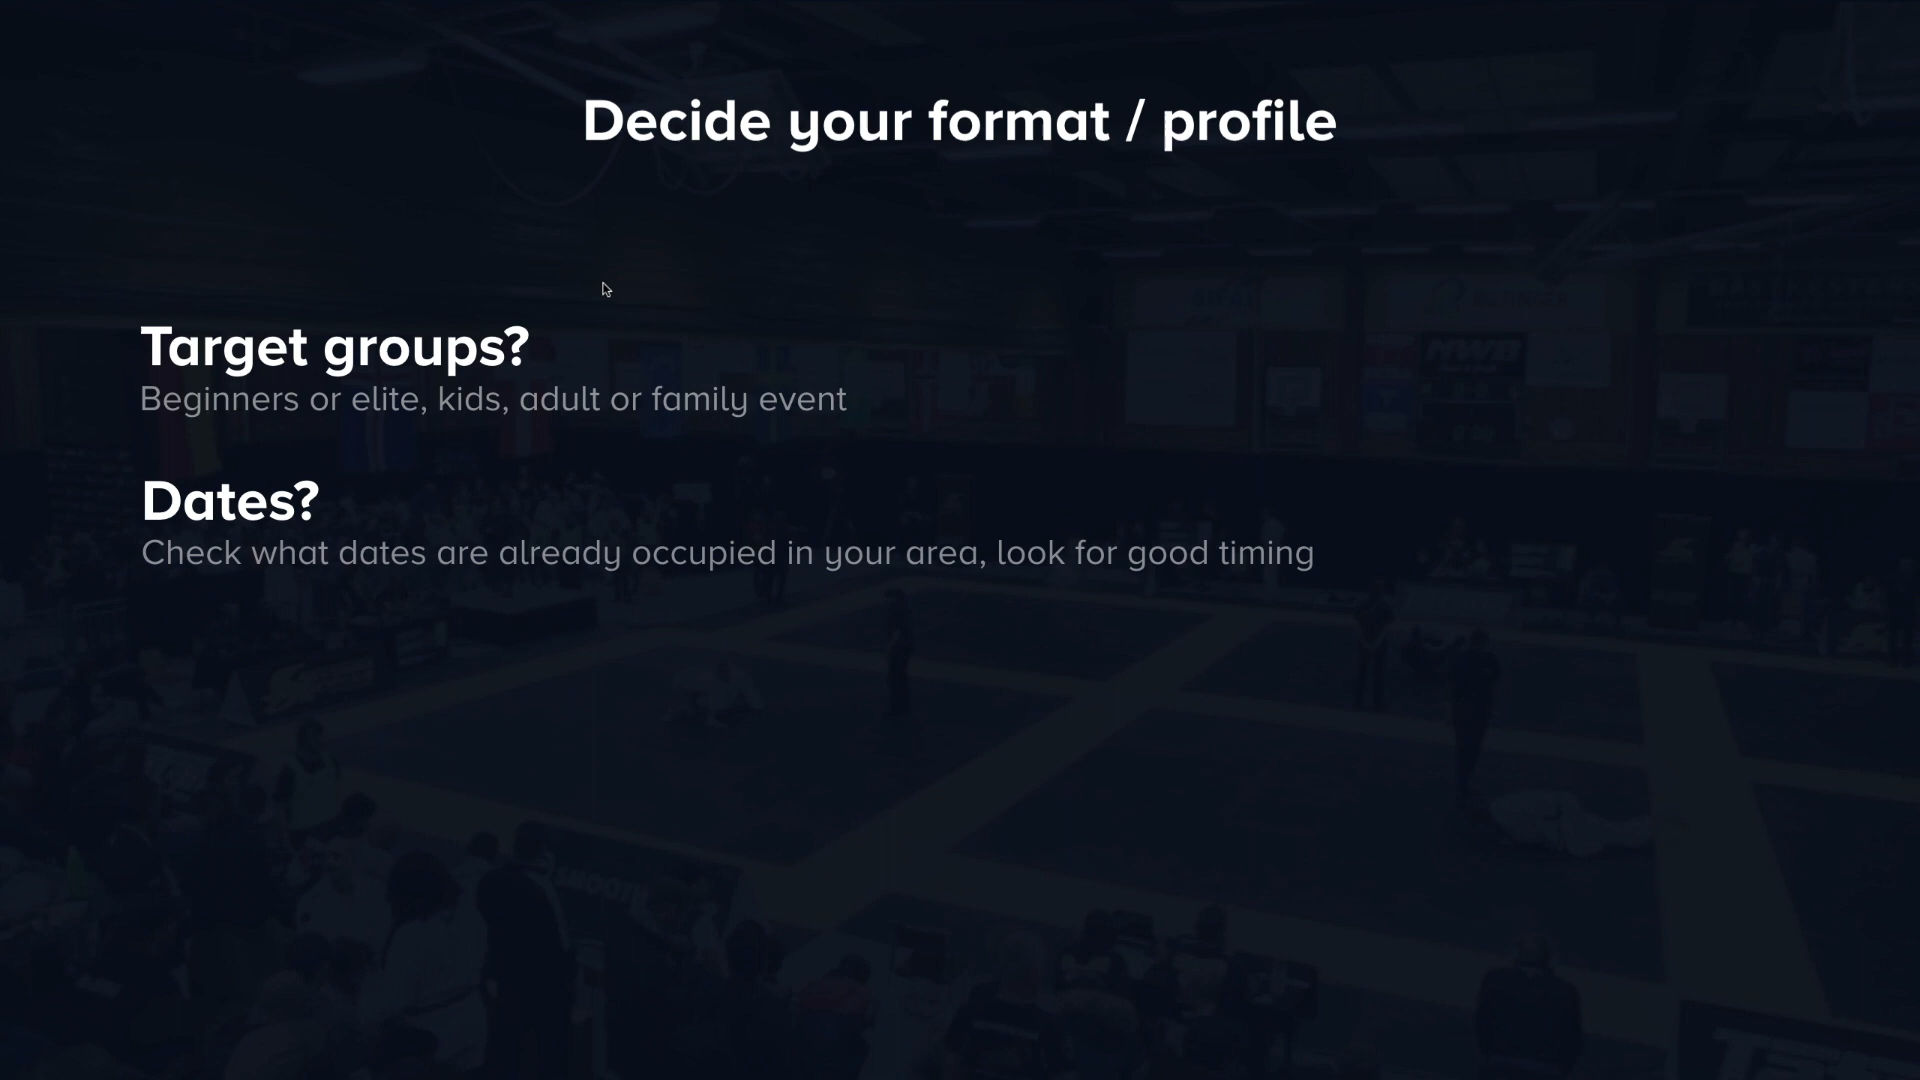 Decide your format / profile
Target groups?
Beginners or elite, kids, adult or family event
Dates?
Check what dates are already occupied in your area, look for good timing
SMOOTH